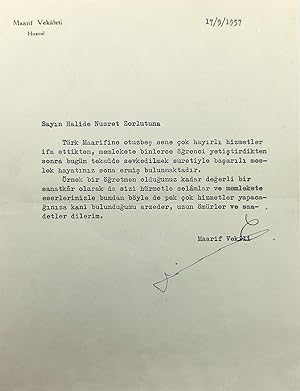 Maarif Vekâleti
Hususî
17/9/1957
Sayın Halide Nusret Zorlutuna
Türk Maarifine otuzbeş sene çok hayırlı hizmetler
ifa ettikten, memlekete binlerce öğrenci yetiştirdikten
sonra bugün tekaüde sevkedilmek suretiyle başarılı mes-
lek hayatınız sona ermiş bulunmaktadır.
Örnek bir öğretmen olduğunuz kadar değerli bir
sanatkâr olarak da sizi hürmetle selâmlar ve memlekete
eserlerinizle bundan böyle de pek çok hizmetler yapaca-
ğınıza kani bulunduğumu arzeder, uzun ömürler ve saa-
detler dilerim.
Maarif Vekili